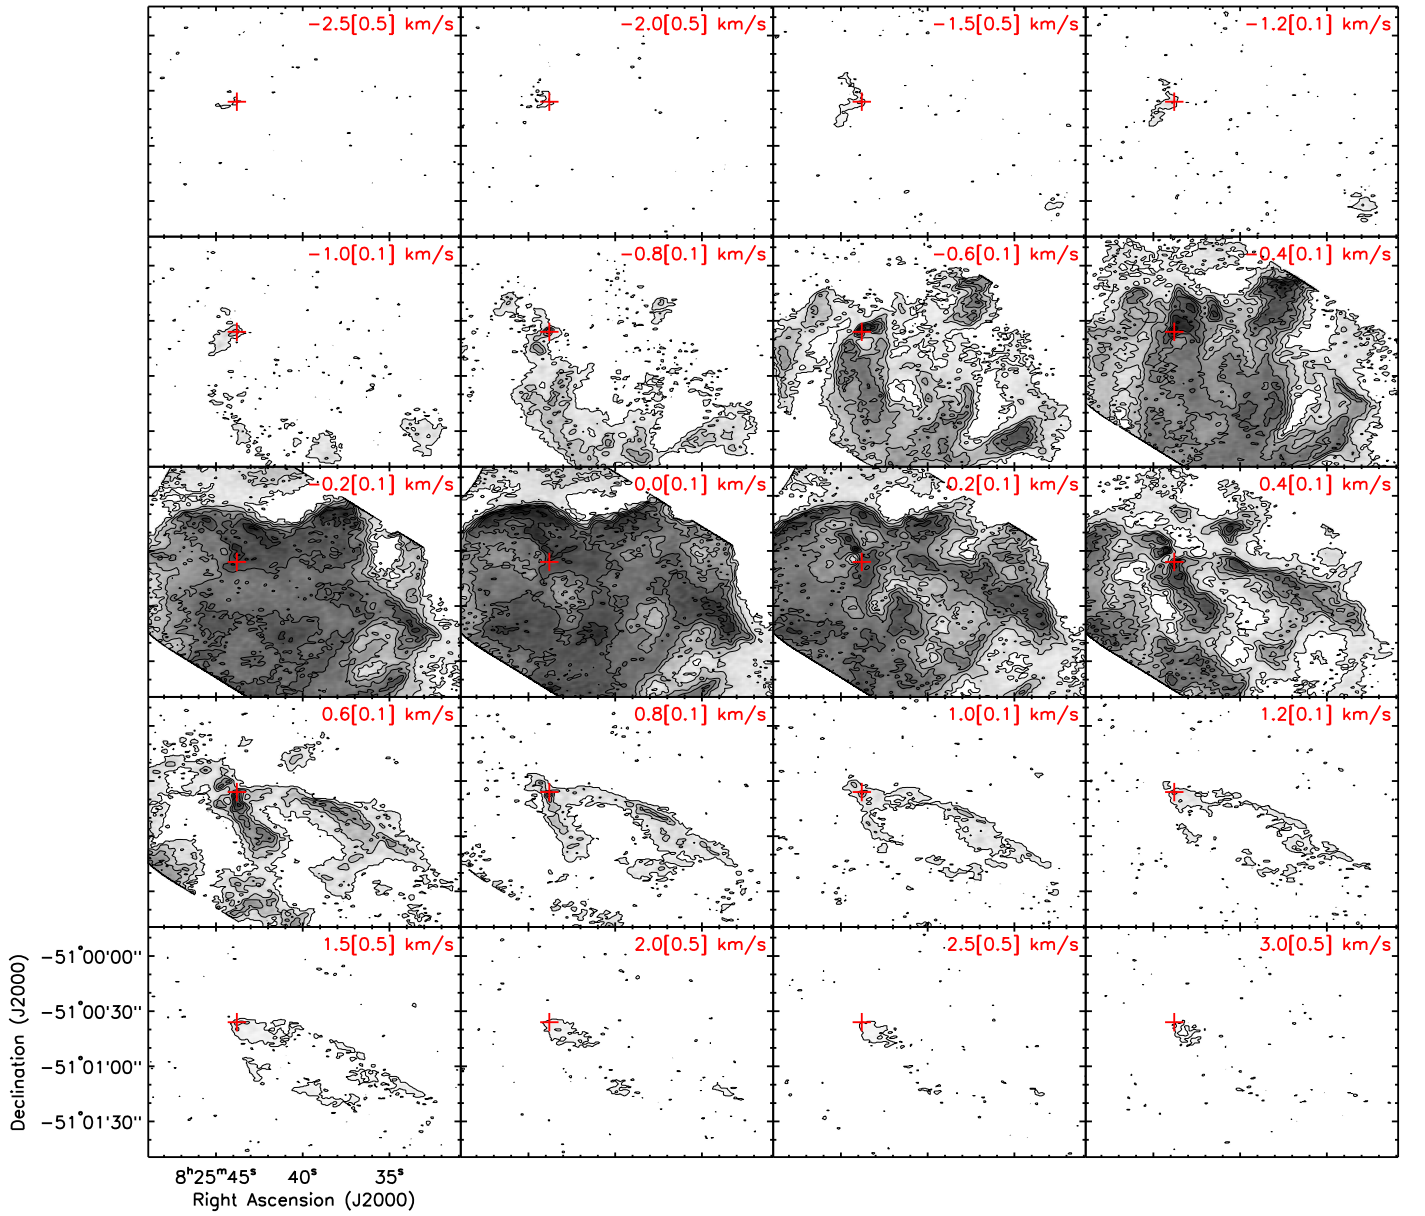 −2.5[0.5] km/s
−2.0[0.5] km/s
−1.5[0.5] km/s
−1.2[0.1] km/s
−1.0[0.1] km/s
−0.8[0.1] km/s
−0.6[0.1] km/s
−0.4[0.1] km/s
−0.2[0.1] km/s
0.0[0.1] km/s
0.2[0.1] km/s
0.4[0.1] km/s
0.6[0.1] km/s
0.8[0.1] km/s
1.0[0.1] km/s
1.2[0.1] km/s
1.5[0.5] km/s
2.0[0.5] km/s
2.5[0.5] km/s
3.0[0.5] km/s
Declination (J2000)
−51°00'00''
−51°00'30''
−51°01'00''
−51°01'30''
8ʰ25ᵐ45ˢ 40ˢ 35ˢ
Right Ascension (J2000)